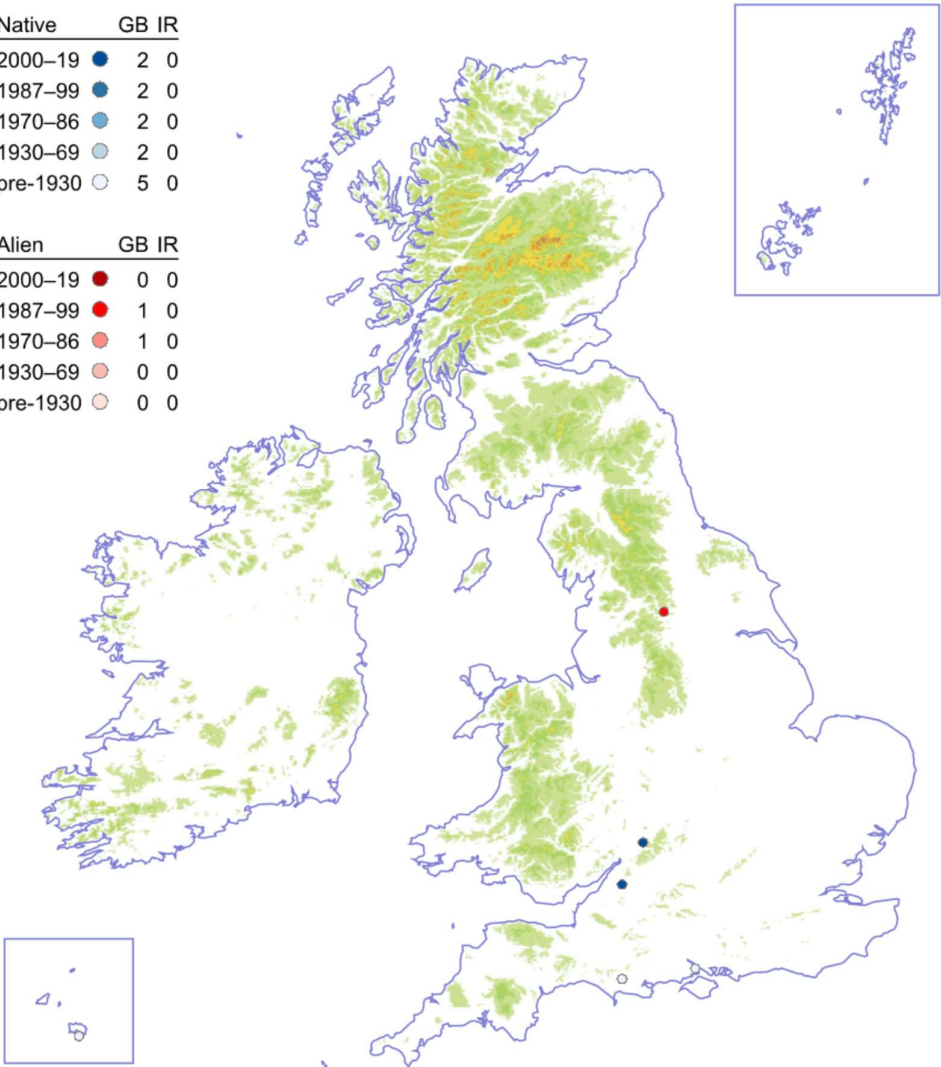 Native GB IR
2000–19 2 0
1987–99 2 0
1970–86 2 0
1930–69 2 0
pre-1930 5 0
Alien GB IR
2000–19 0 0
1987–99 1 0
1970–86 1 0
1930–69 0 0
pre-1930 0 0